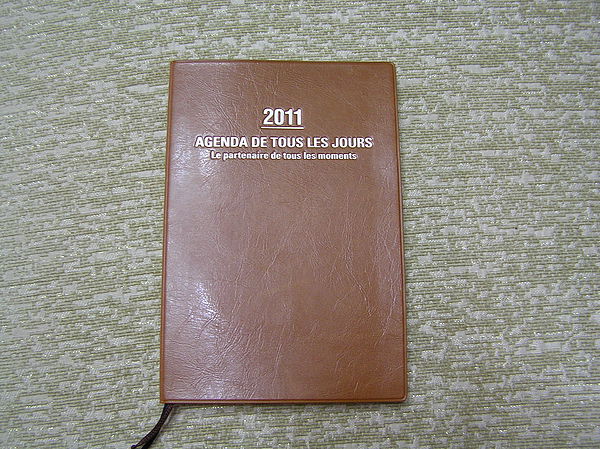 2011
AGENDA DE TOUS LES JOURS
Le partenaire de tous les moments